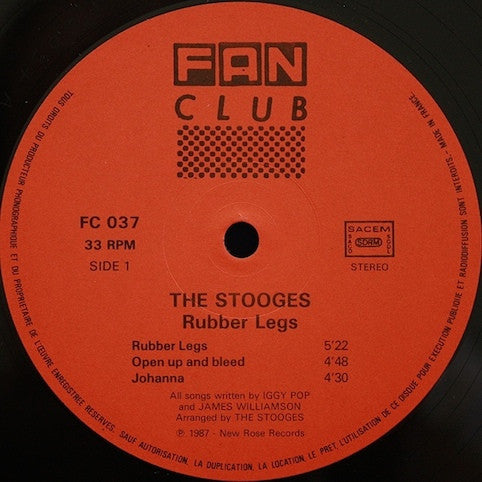 FAN
CLUB
FC 037
33 RPM
SIDE 1
SACEM
SACD SDRM SGDL
STEREO
THE STOOGES
Rubber Legs
Rubber Legs 5'22
Open up and bleed 4'48
Johanna 4'30
All songs written by IGGY POP
and JAMES WILLIAMSON
Arranged by THE STOOGES
℗ 1987 - New Rose Records
TOUS DROITS DU PRODUCTEUR PHONOGRAPHIQUE ET DU PROPRIETAIRE DE L'ŒUVRE ENREGISTREE RESERVES. SAUF AUTORISATION, LA DUPLICATION, LA LOCATION, LE PRET, L'UTILISATION DE CE DISQUE POUR EXECUTION PUBLIQUE ET RADIODIFFUSION SONT INTERDITS - MADE IN FRANCE.